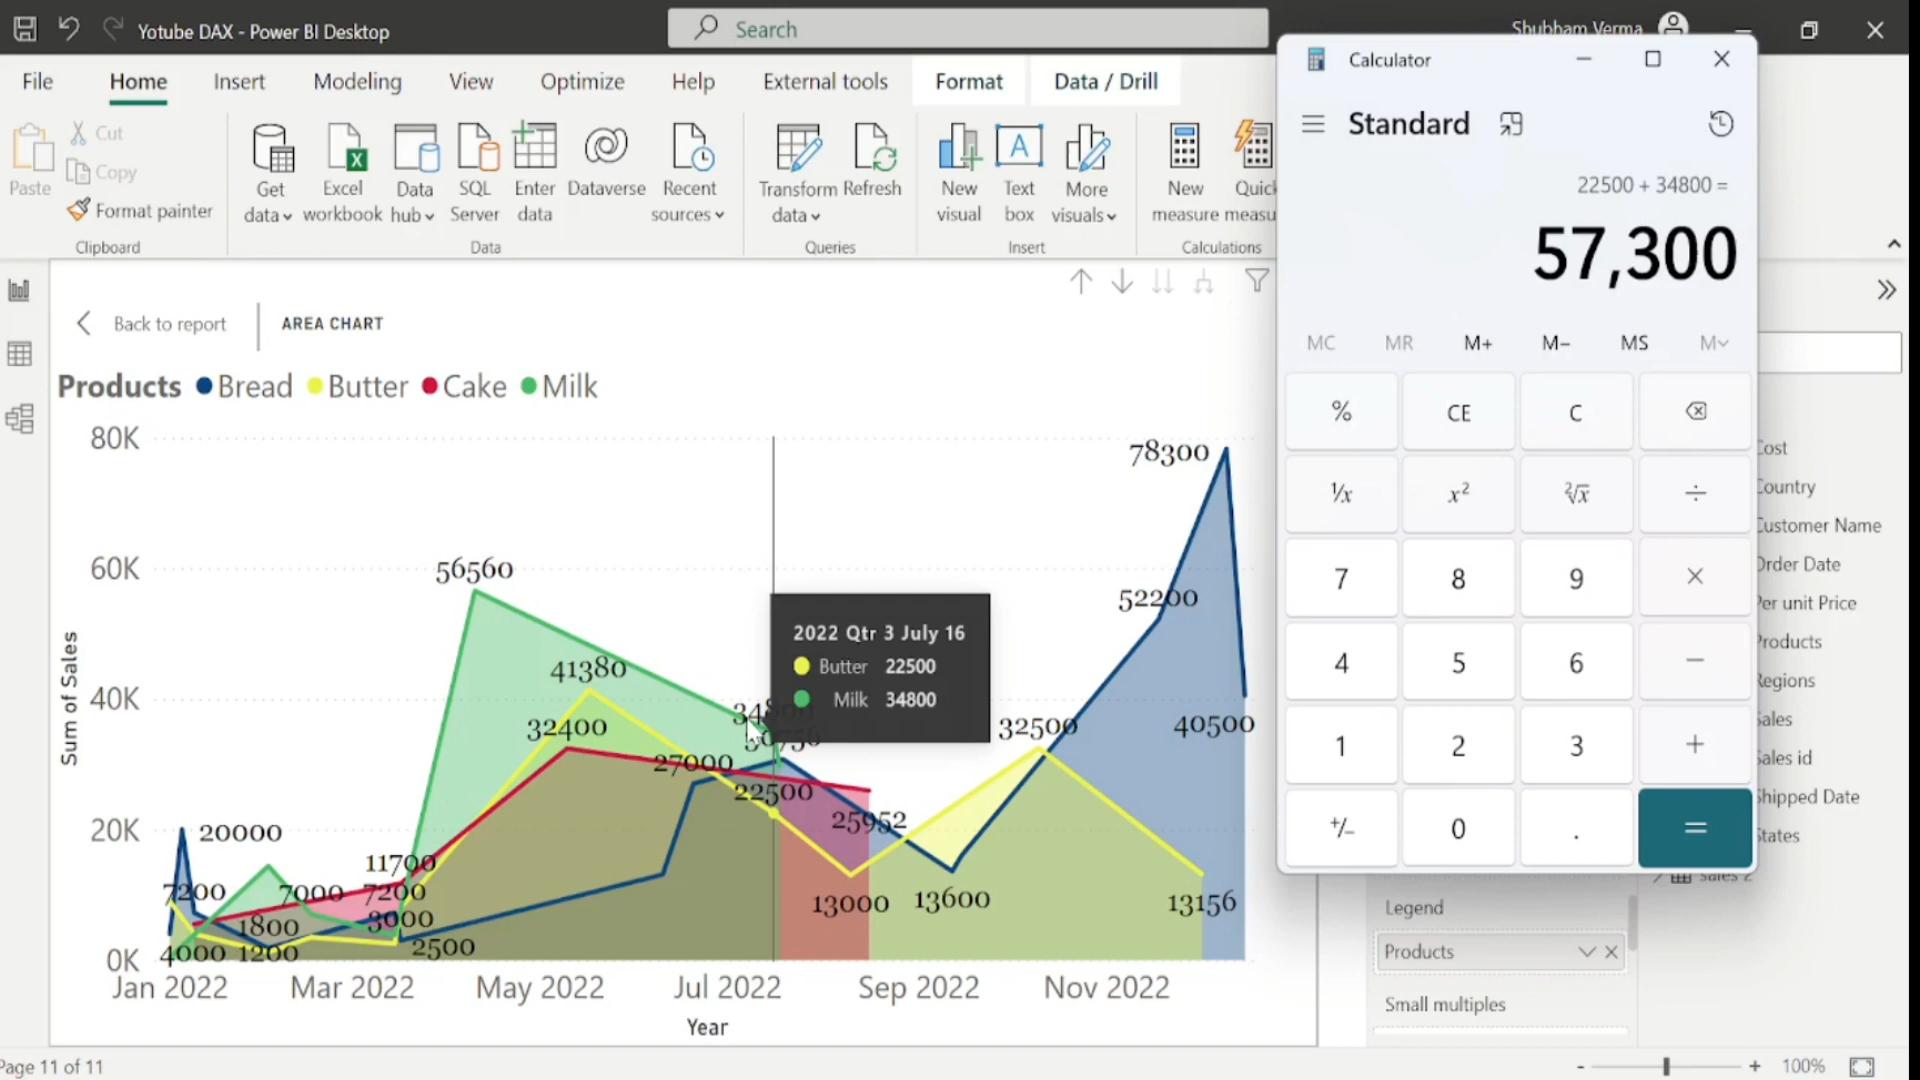 Yotube DAX - Power BI Desktop
Search
Shubham Verma
File
Home
Insert
Modeling
View
Optimize
Help
External tools
Format
Data / Drill
Paste
Cut
Copy
Format painter
Clipboard
Get data
Excel workbook
Data hub
SQL Server
Enter data
Dataverse
Recent sources
Data
Transform data
Refresh
Queries
New visual
Text box
More visuals
Insert
New measure
Quick
measu
Calculations
Back to report
AREA CHART
Products
Bread
Butter
Cake
Milk
Sum of Sales
80K
60K
40K
20K
0K
78300
56560
52200
41380
32400
27000
22500
32500
40500
20000
7200
4000
1800
1200
7000
11700
7200
3000
2500
25952
13000
13600
13156
2022 Qtr 3 July 16
Butter 22500
Milk 34800
Jan 2022
Mar 2022
May 2022
Jul 2022
Sep 2022
Nov 2022
Year
Page 11 of 11
Calculator
Standard
22500 + 34800 =
57,300
MC
MR
M+
M-
MS
M
%
CE
C
1/x
x²
²√x
÷
7
8
9
×
4
5
6
−
1
2
3
+
+/−
0
.
=
Cost
Country
Customer Name
Order Date
Per unit Price
Products
Regions
Sales
Sales id
Shipped Date
States
Sales 2
Legend
Products
Small multiples
- + 100%